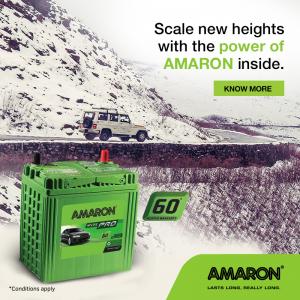 Scale new heights
with the power of
AMARON inside.
KNOW MORE
AMARON
PRO
60
*Conditions apply
AMARON
LASTS LONG, REALLY LONG.